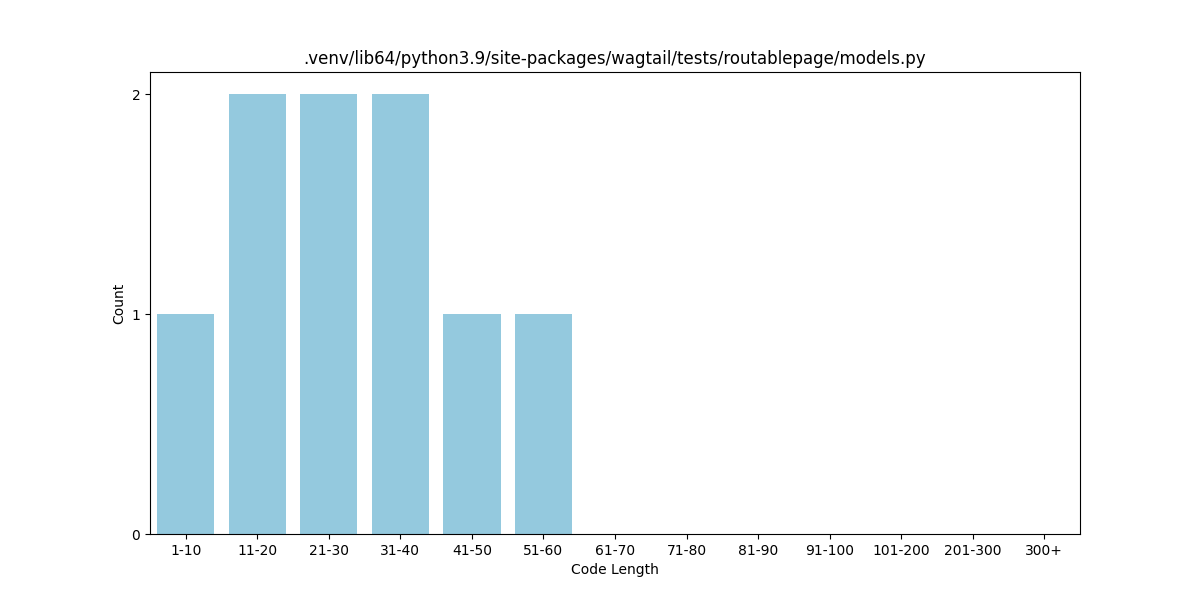 .venv/lib64/python3.9/site-packages/wagtail/tests/routablepage/models.py
2
1
0
Count
1-10 11-20 21-30 31-40 41-50 51-60 61-70 71-80 81-90 91-100 101-200 201-300 300+
Code Length